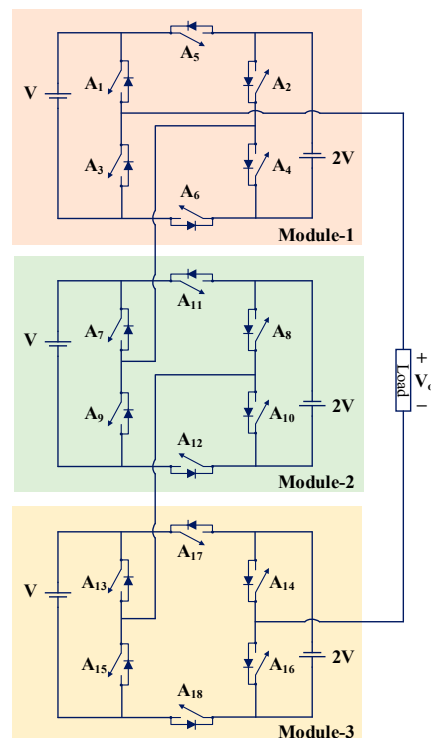 A5
V
A1
A2
A3
A4
2V
A6
Module-1
A11
V
A7
A8
A9
A10
2V
A12
Module-2
Load
+
Vo
−
A17
V
A13
A14
A15
A16
2V
A18
Module-3